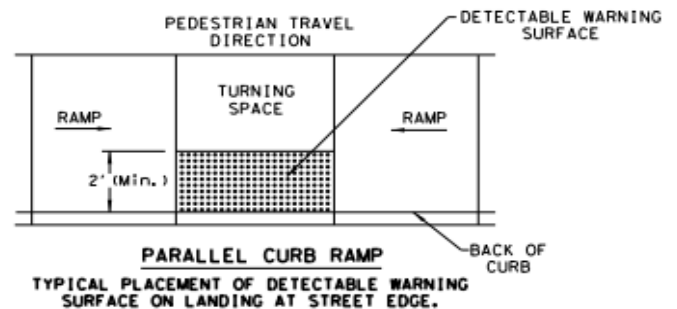 PEDESTRIAN TRAVEL
DIRECTION
DETECTABLE WARNING
SURFACE
TURNING
SPACE
RAMP
RAMP
2' (Min.)
BACK OF
CURB
PARALLEL CURB RAMP
TYPICAL PLACEMENT OF DETECTABLE WARNING
SURFACE ON LANDING AT STREET EDGE.